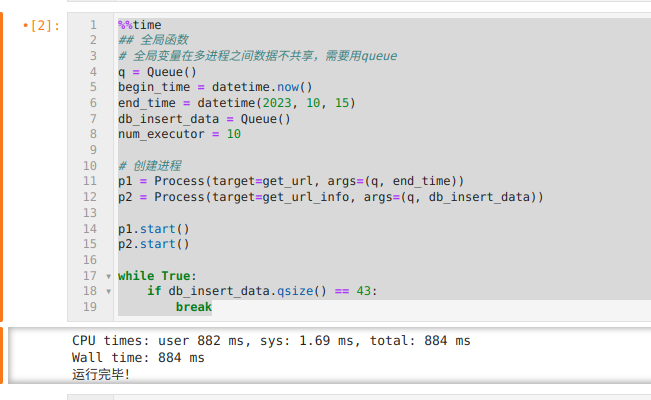 •[2]:
1 %%time
2 ## 全局函数
3 # 全局变量在多进程之间数据不共享，需要用queue
4 q = Queue()
5 begin_time = datetime.now()
6 end_time = datetime(2023, 10, 15)
7 db_insert_data = Queue()
8 num_executor = 10
9
10 # 创建进程
11 p1 = Process(target=get_url, args=(q, end_time))
12 p2 = Process(target=get_url_info, args=(q, db_insert_data))
13
14 p1.start()
15 p2.start()
16
17 while True:
18     if db_insert_data.qsize() == 43:
19         break
CPU times: user 882 ms, sys: 1.69 ms, total: 884 ms
Wall time: 884 ms
运行完毕!